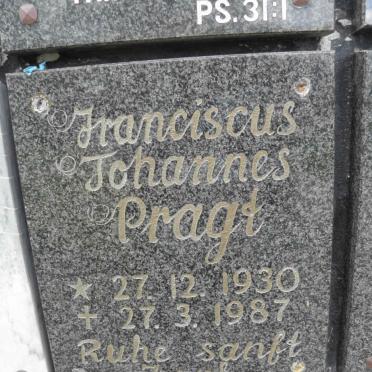 PS. 31:1
Franciscus
Johannes
Pragt
* 27. 12. 1930
+ 27. 3. 1987
Ruhe sanft